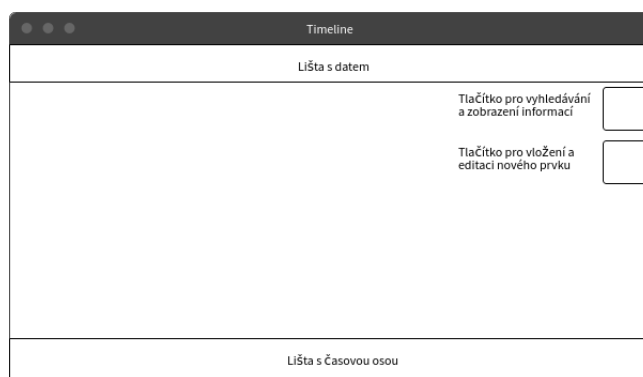 Timeline
Lišta s datem
Tlačítko pro vyhledávání
a zobrazení informací
Tlačítko pro vložení a
editaci nového prvku
Lišta s časovou osou